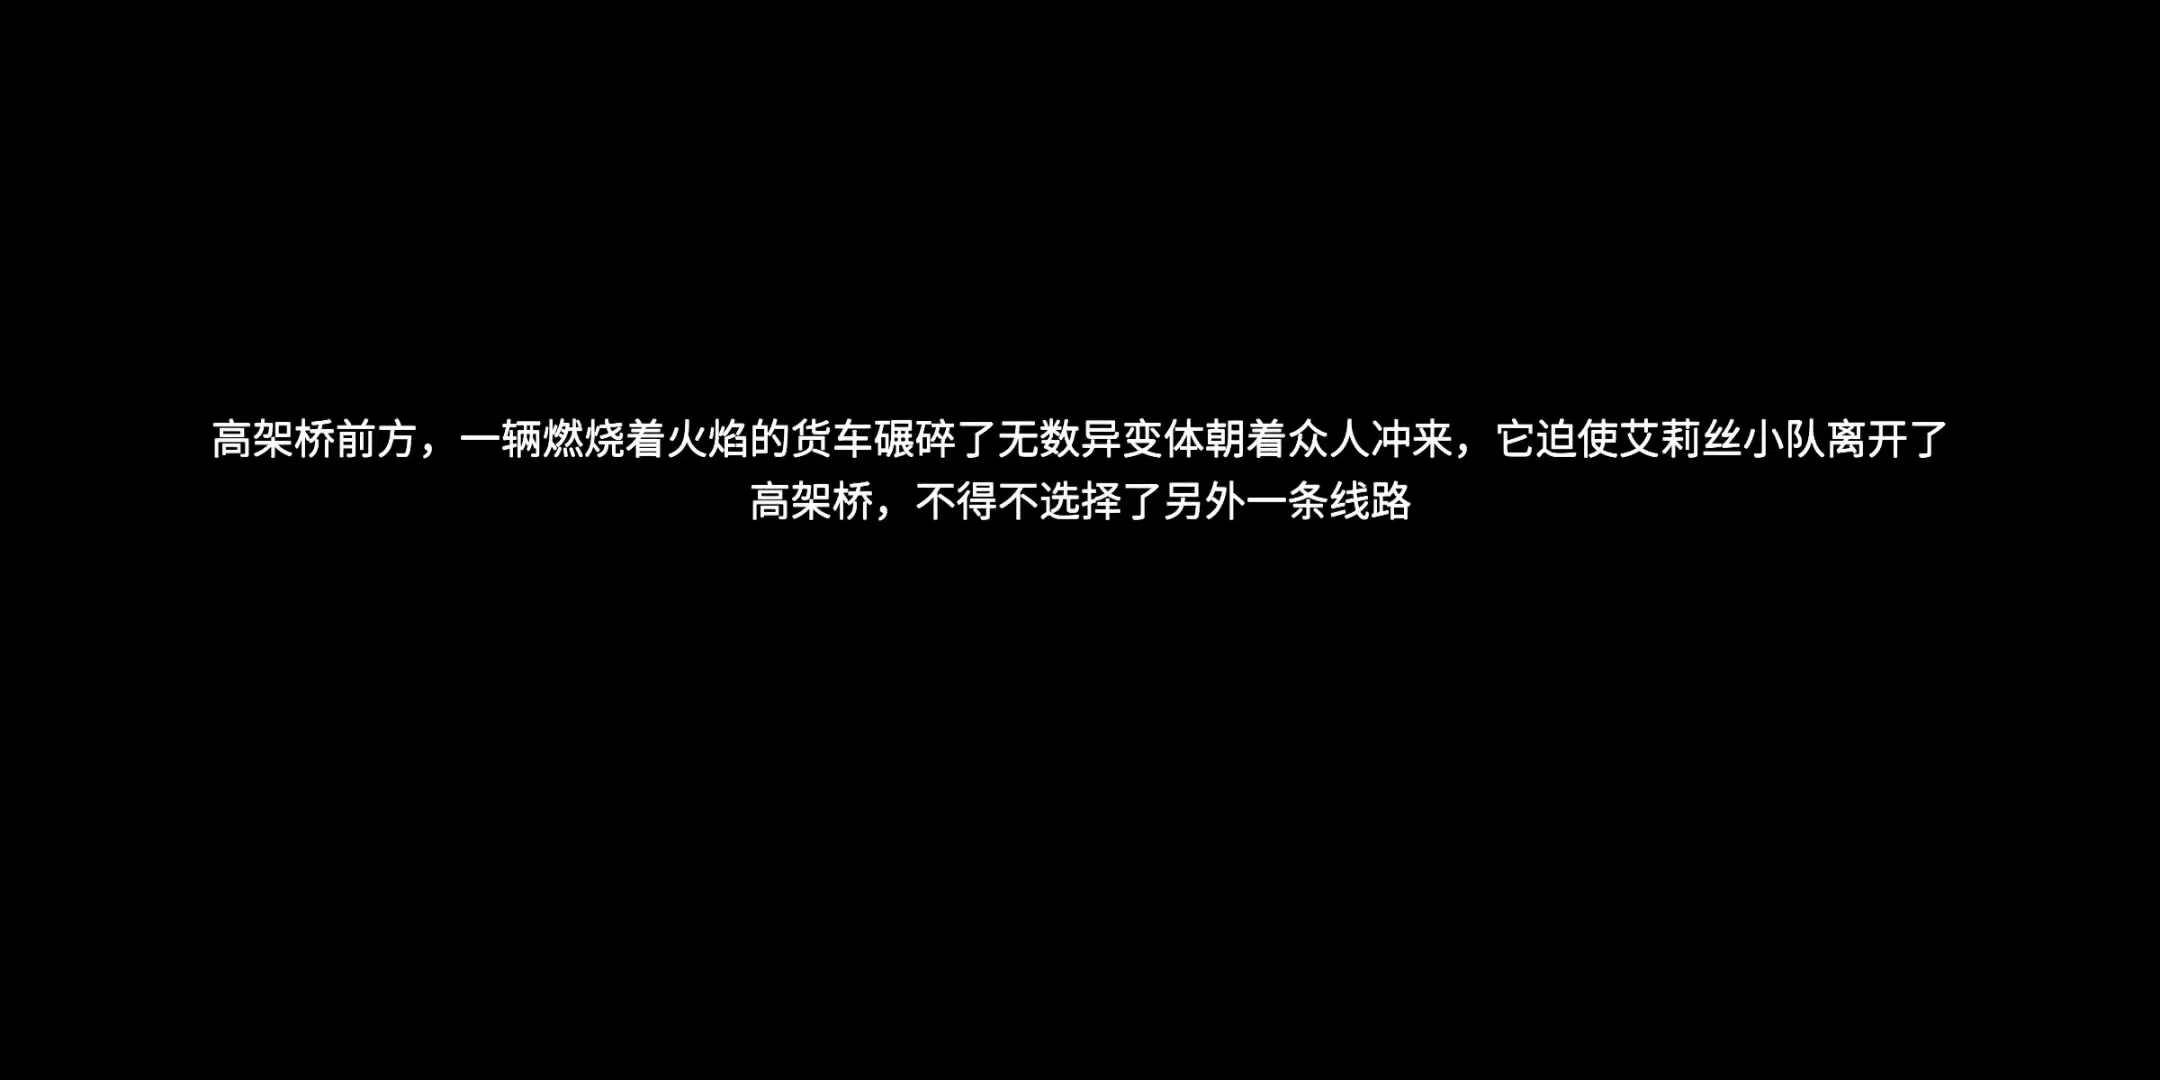 高架桥前方，一辆燃烧着火焰的货车碾碎了无数异变体朝着众人冲来，它迫使艾莉丝小队离开了
高架桥，不得不选择了另外一条线路